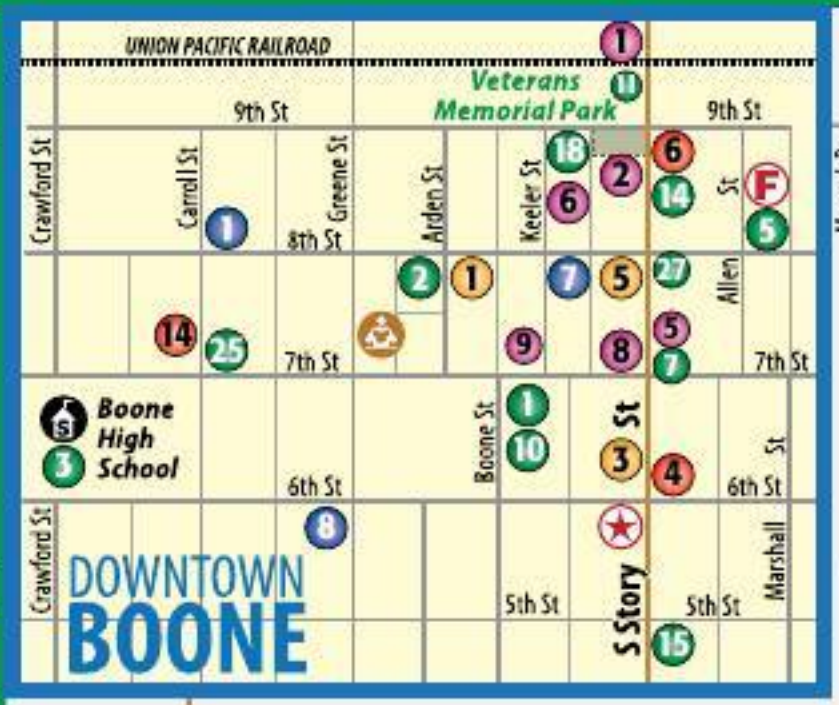 UNION PACIFIC RAILROAD
1
11
Veterans
Memorial Park
9th St
9th St
Crawford St
Carroll St
Greene St
Arden St
Keeler St
18
6
2
6
14
St
F
5
1
8th St
2
1
7
5
27
Allen
14
25
7th St
9
8
5
7
7th St
S
3
Boone
High
School
Boone St
1
10
St
3
4
St
6th St
6th St
Crawford St
8
Marshall
DOWNTOWN
BOONE
5th St
S Story
5th St
15